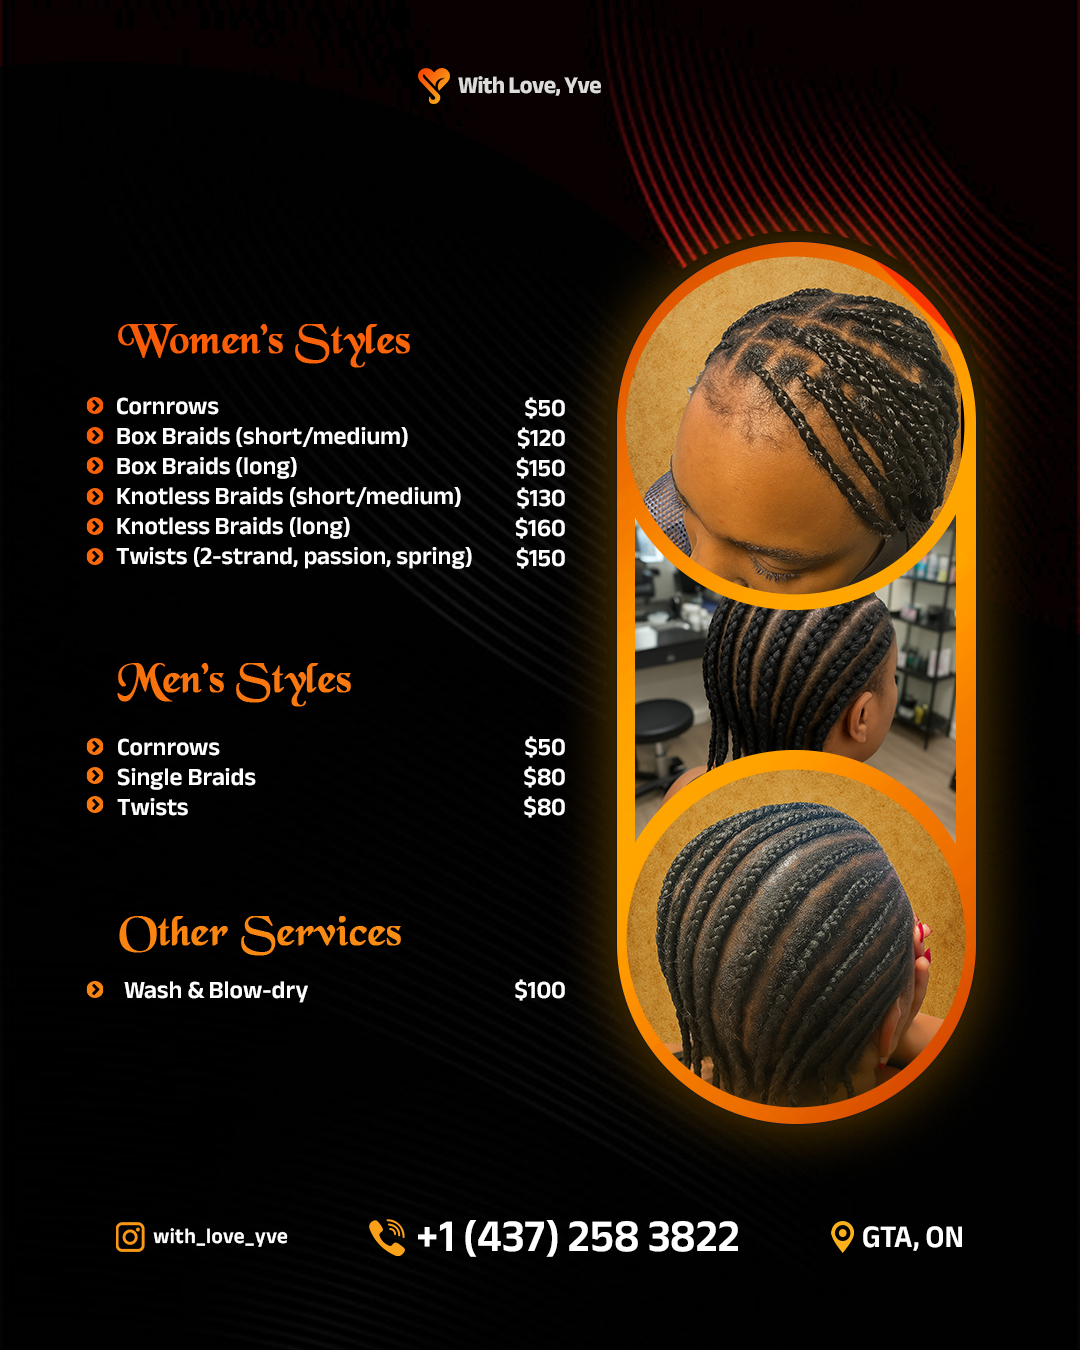 With Love, Yve
Women's Styles
Cornrows $50
Box Braids (short/medium) $120
Box Braids (long) $150
Knotless Braids (short/medium) $130
Knotless Braids (long) $160
Twists (2-strand, passion, spring) $150
Men's Styles
Cornrows $50
Single Braids $80
Twists $80
Other Services
Wash & Blow-dry $100
with_love_yve +1 (437) 258 3822 GTA, ON